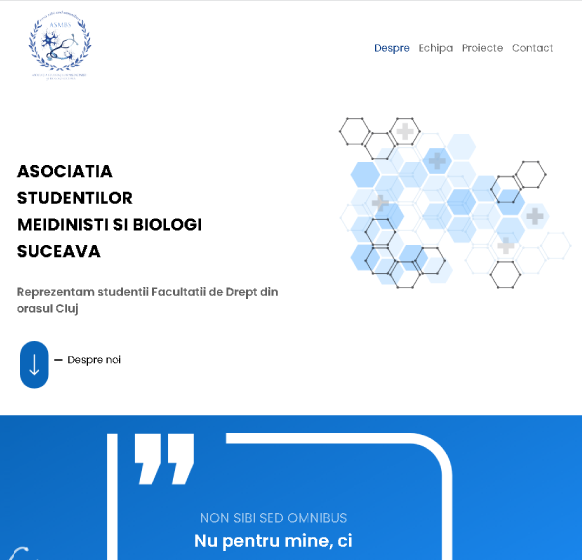 ASMBS
Despre Echipa Proiecte Contact
ASOCIATIA
STUDENTILOR
MEIDINISTI SI BIOLOGI
SUCEAVA
Reprezentam studentii Facultatii de Drept din
orasul Cluj
Despre noi
NON SIBI SED OMNIBUS
Nu pentru mine, ci